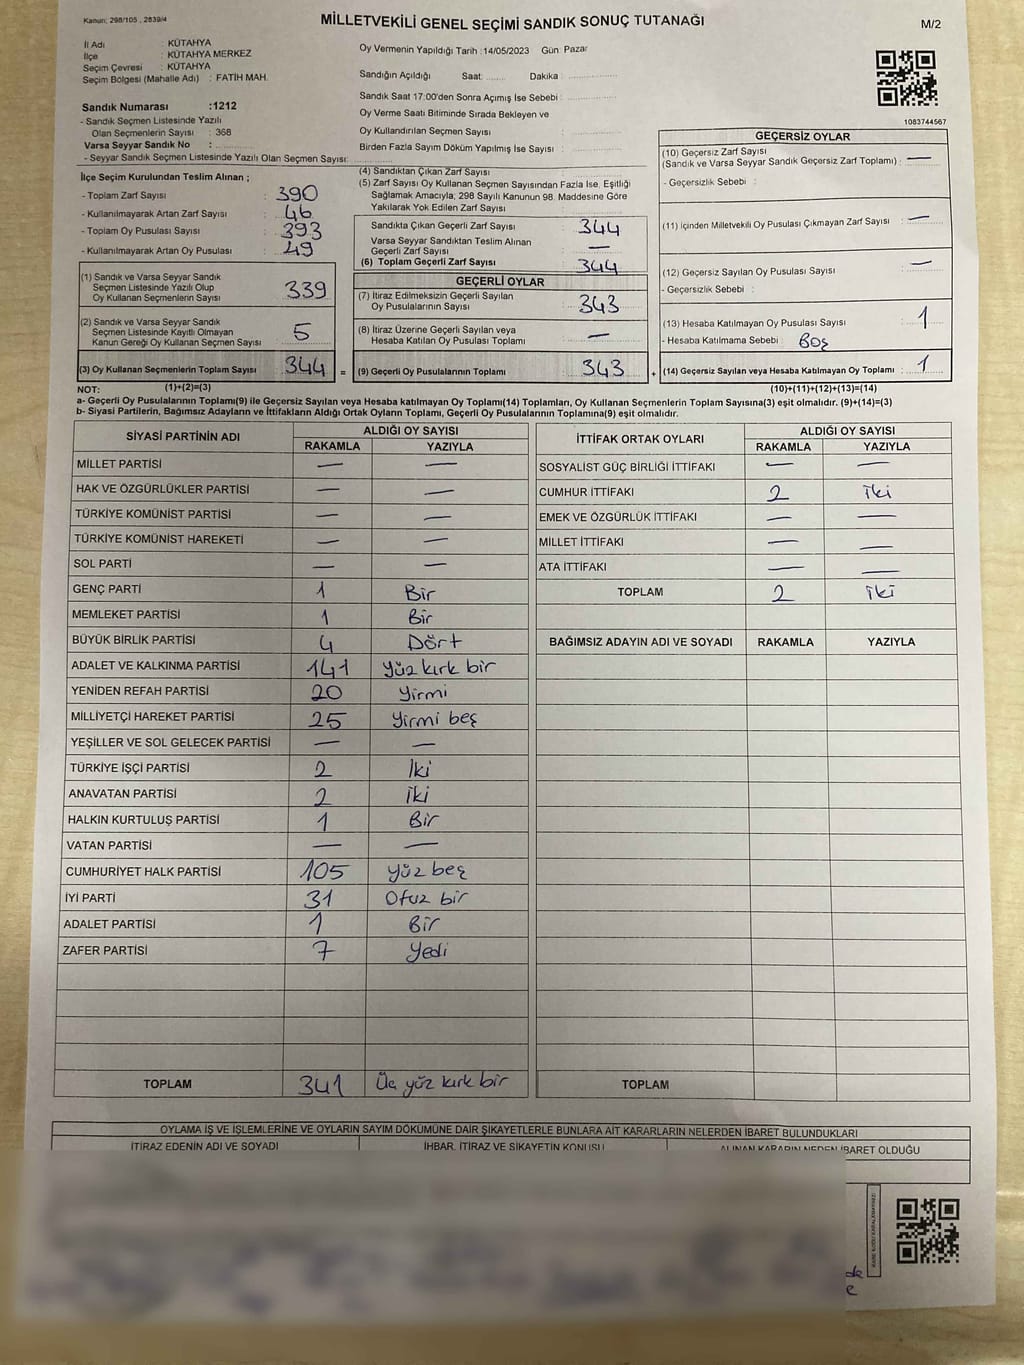 Kanun: 298/105 , 2839/4
MİLLETVEKİLİ GENEL SEÇİMİ SANDIK SONUÇ TUTANAĞI
M/2
İl Adı : KÜTAHYA
İlçe : KÜTAHYA MERKEZ
Seçim Çevresi : KÜTAHYA
Seçim Bölgesi (Mahalle Adı) : FATİH MAH.
Sandık Numarası :1212
- Sandık Seçmen Listesinde Yazılı
Olan Seçmenlerin Sayısı : 368
Varsa Seyyar Sandık No :
- Seyyar Sandık Seçmen Listesinde Yazılı Olan Seçmen Sayısı:
Oy Vermenin Yapıldığı Tarih :14/05/2023 Gün: Pazar
Sandığın Açıldığı Saat: Dakika :
Sandık Saat 17:00'den Sonra Açımış İse Sebebi :
Oy Verme Saati Bitiminde Sırada Bekleyen ve
Oy Kullandırılan Seçmen Sayısı :
Birden Fazla Sayım Döküm Yapılmış İse Sayısı :
1083744567
İlçe Seçim Kurulundan Teslim Alınan ;
- Toplam Zarf Sayısı : 390
- Kullanılmayarak Artan Zarf Sayısı : 46
- Toplam Oy Pusulası Sayısı : 393
- Kullanılmayarak Artan Oy Pusulası : 49
(1) Sandık ve Varsa Seyyar Sandık
Seçmen Listesinde Yazılı Olup
Oy Kullanan Seçmenlerin Sayısı : 339
(2) Sandık ve Varsa Seyyar Sandık
Seçmen Listesinde Kayıtlı Olmayan
Kanun Gereği Oy Kullanan Seçmen Sayısı : 5
(3) Oy Kullanan Seçmenlerin Toplam Sayısı : 344 =
(4) Sandıktan Çıkan Zarf Sayısı :
(5) Zarf Sayısı Oy Kullanan Seçmen Sayısından Fazla İse, Eşitliği
Sağlamak Amacıyla; 298 Sayılı Kanunun 98. Maddesine Göre
Yakılarak Yok Edilen Zarf Sayısı :
Sandıkta Çıkan Geçerli Zarf Sayısı : 344
Varsa Seyyar Sandıktan Teslim Alınan
Geçerli Zarf Sayısı : —
(6) Toplam Geçerli Zarf Sayısı : 344
GEÇERLİ OYLAR
(7) İtiraz Edilmeksizin Geçerli Sayılan
Oy Pusulalarının Sayısı : 343
(8) İtiraz Üzerine Geçerli Sayılan veya
Hesaba Katılan Oy Pusulası Toplamı : —
(9) Geçerli Oy Pusulalarının Toplamı : 343 +
GEÇERSİZ OYLAR
(10) Geçersiz Zarf Sayısı
(Sandık ve Varsa Seyyar Sandık Geçersiz Zarf Toplamı) : —
- Geçersizlik Sebebi :
(11) İçinden Milletvekili Oy Pusulası Çıkmayan Zarf Sayısı : —
(12) Geçersiz Sayılan Oy Pusulası Sayısı : —
- Geçersizlik Sebebi :
(13) Hesaba Katılmayan Oy Pusulası Sayısı : 1
- Hesaba Katılmama Sebebi : Boş
(14) Geçersiz Sayılan veya Hesaba Katılmayan Oy Toplamı : 1
NOT: (1)+(2)=(3) (10)+(11)+(12)+(13)=(14)
a- Geçerli Oy Pusulalarının Toplamı(9) ile Geçersiz Sayılan veya Hesaba katılmayan Oy Toplamı(14) Toplamları, Oy Kullanan Seçmenlerin Toplam Sayısına(3) eşit olmalıdır. (9)+(14)=(3)
b- Siyasi Partilerin, Bağımsız Adayların ve İttifakların Aldığı Ortak Oyların Toplamı, Geçerli Oy Pusulalarının Toplamına(9) eşit olmalıdır.
SİYASİ PARTİNİN ADI ALDIĞI OY SAYISI
RAKAMLA YAZIYLA
MİLLET PARTİSİ — —
HAK VE ÖZGÜRLÜKLER PARTİSİ — —
TÜRKİYE KOMÜNİST PARTİSİ — —
TÜRKİYE KOMÜNİST HAREKETİ — —
SOL PARTİ — —
GENÇ PARTİ 1 Bir
MEMLEKET PARTİSİ 1 Bir
BÜYÜK BİRLİK PARTİSİ 4 Dört
ADALET VE KALKINMA PARTİSİ 141 Yüz kırk bir
YENİDEN REFAH PARTİSİ 20 Yirmi
MİLLİYETÇİ HAREKET PARTİSİ 25 Yirmi beş
YEŞİLLER VE SOL GELECEK PARTİSİ — —
TÜRKİYE İŞÇİ PARTİSİ 2 İki
ANAVATAN PARTİSİ 2 iki
HALKIN KURTULUŞ PARTİSİ 1 Bir
VATAN PARTİSİ — —
CUMHURİYET HALK PARTİSİ 105 Yüz beş
İYİ PARTİ 31 Otuz bir
ADALET PARTİSİ 1 Bir
ZAFER PARTİSİ 7 Yedi
TOPLAM 341 Üç yüz kırk bir
İTTİFAK ORTAK OYLARI ALDIĞI OY SAYISI
RAKAMLA YAZIYLA
SOSYALİST GÜÇ BİRLİĞİ İTTİFAKI — —
CUMHUR İTTİFAKI 2 iki
EMEK VE ÖZGÜRLÜK İTTİFAKI — —
MİLLET İTTİFAKI — —
ATA İTTİFAKI — —
TOPLAM 2 iki
BAĞIMSIZ ADAYIN ADI VE SOYADI RAKAMLA YAZIYLA
TOPLAM
OYLAMA İŞ VE İŞLEMLERİNE VE OYLARIN SAYIM DÖKÜMÜNE DAİR ŞİKAYETLERLE BUNLARA AİT KARARLARIN NELERDEN İBARET BULUNDUKLARI
İTİRAZ EDENİN ADI VE SOYADI İHBAR, İTİRAZ VE ŞİKAYETİN KONUSU ALINAN KARARIN NEDEN İBARET OLDUĞU